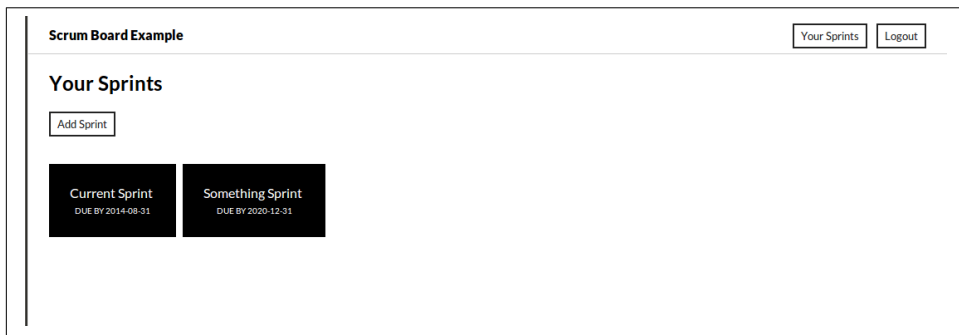 Scrum Board Example
Your Sprints
Logout
Your Sprints
Add Sprint
Current Sprint
DUE BY 2014-08-31
Something Sprint
DUE BY 2020-12-31